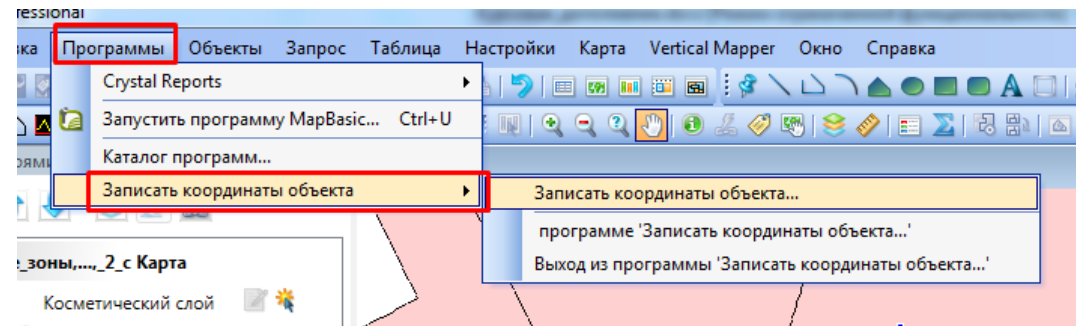 Professional
Программы Объекты Запрос Таблица Настройки Карта Vertical Mapper Окно Справка
Crystal Reports
Запустить программу MapBasic... Ctrl+U
Каталог программ...
Записать координаты объекта
Записать координаты объекта...
программе 'Записать координаты объекта...'
Выход из программы 'Записать координаты объекта...'
_зоны,...,_2_с Карта
Косметический слой